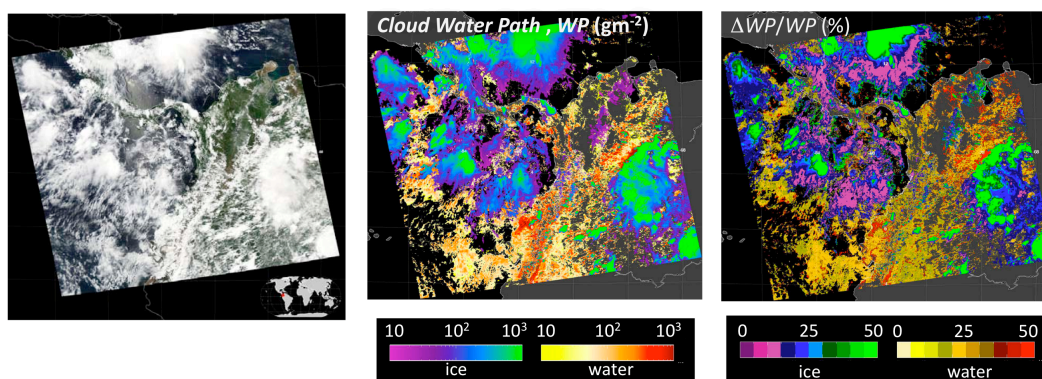 Cloud Water Path , WP (gm-2)
ΔWP/WP (%)
10 102 103 10 102 103
ice water
0 25 50 0 25 50
ice water